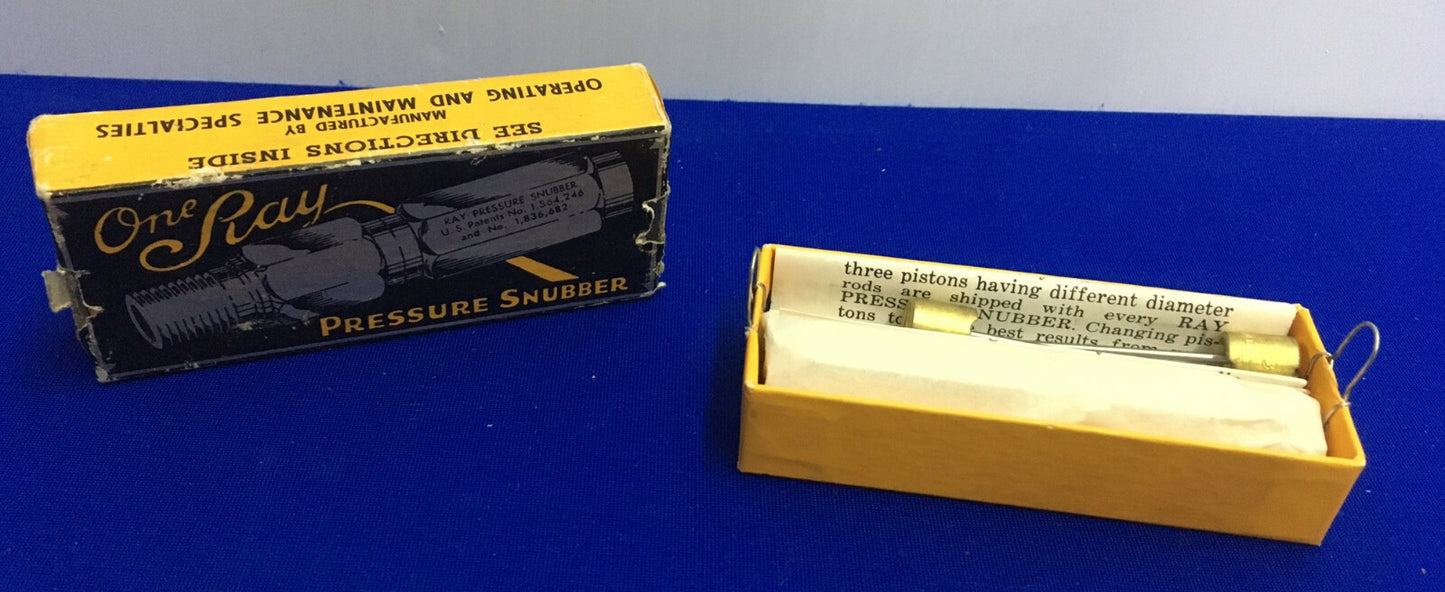 SEE DIRECTIONS INSIDE
MANUFACTURED BY
OPERATING AND MAINTENANCE SPECIALTIES
One Ray
RAY PRESSURE SNUBBER
U.S. Patents No. 1,564,246
and No. 1,836,682
PRESSURE SNUBBER
three pistons having different diameter
rods are shipped with every RAY
PRESS NUBBER. Changing pis-
tons to best results from